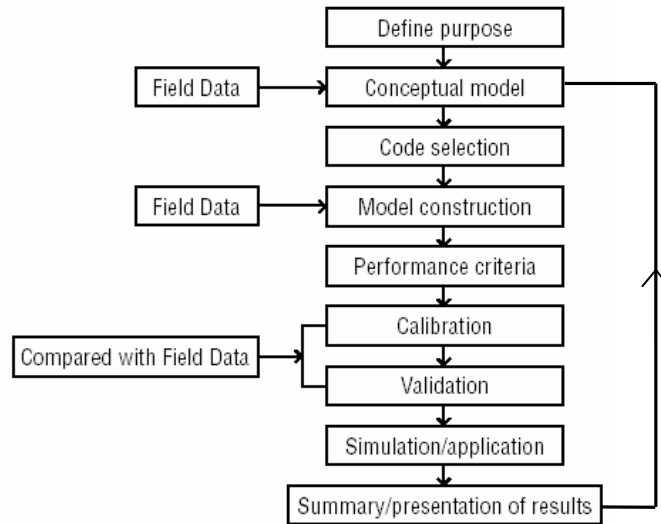 Define purpose
Field Data
Conceptual model
Code selection
Field Data
Model construction
Performance criteria
Calibration
Compared with Field Data
Validation
Simulation/application
Summary/presentation of results